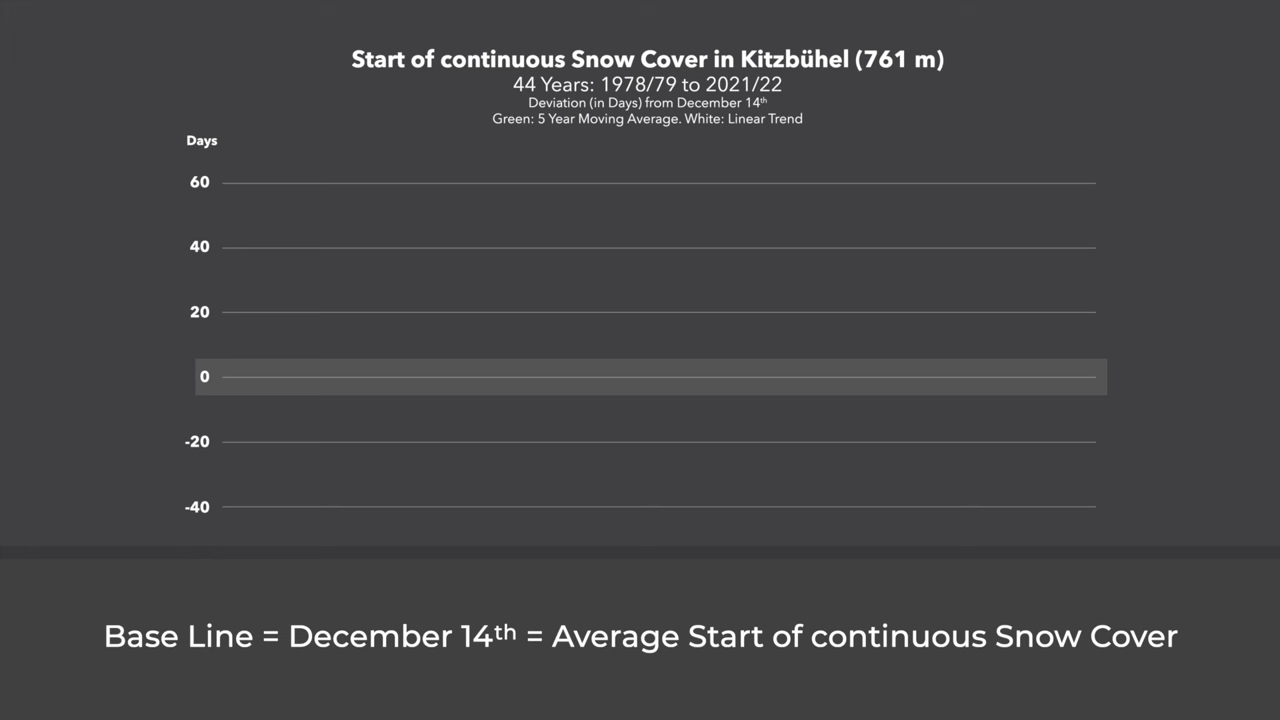 Start of continuous Snow Cover in Kitzbühel (761 m)
44 Years: 1978/79 to 2021/22
Deviation (in Days) from December 14th
Green: 5 Year Moving Average. White: Linear Trend
Days
60
40
20
0
-20
-40
Base Line = December 14th = Average Start of continuous Snow Cover